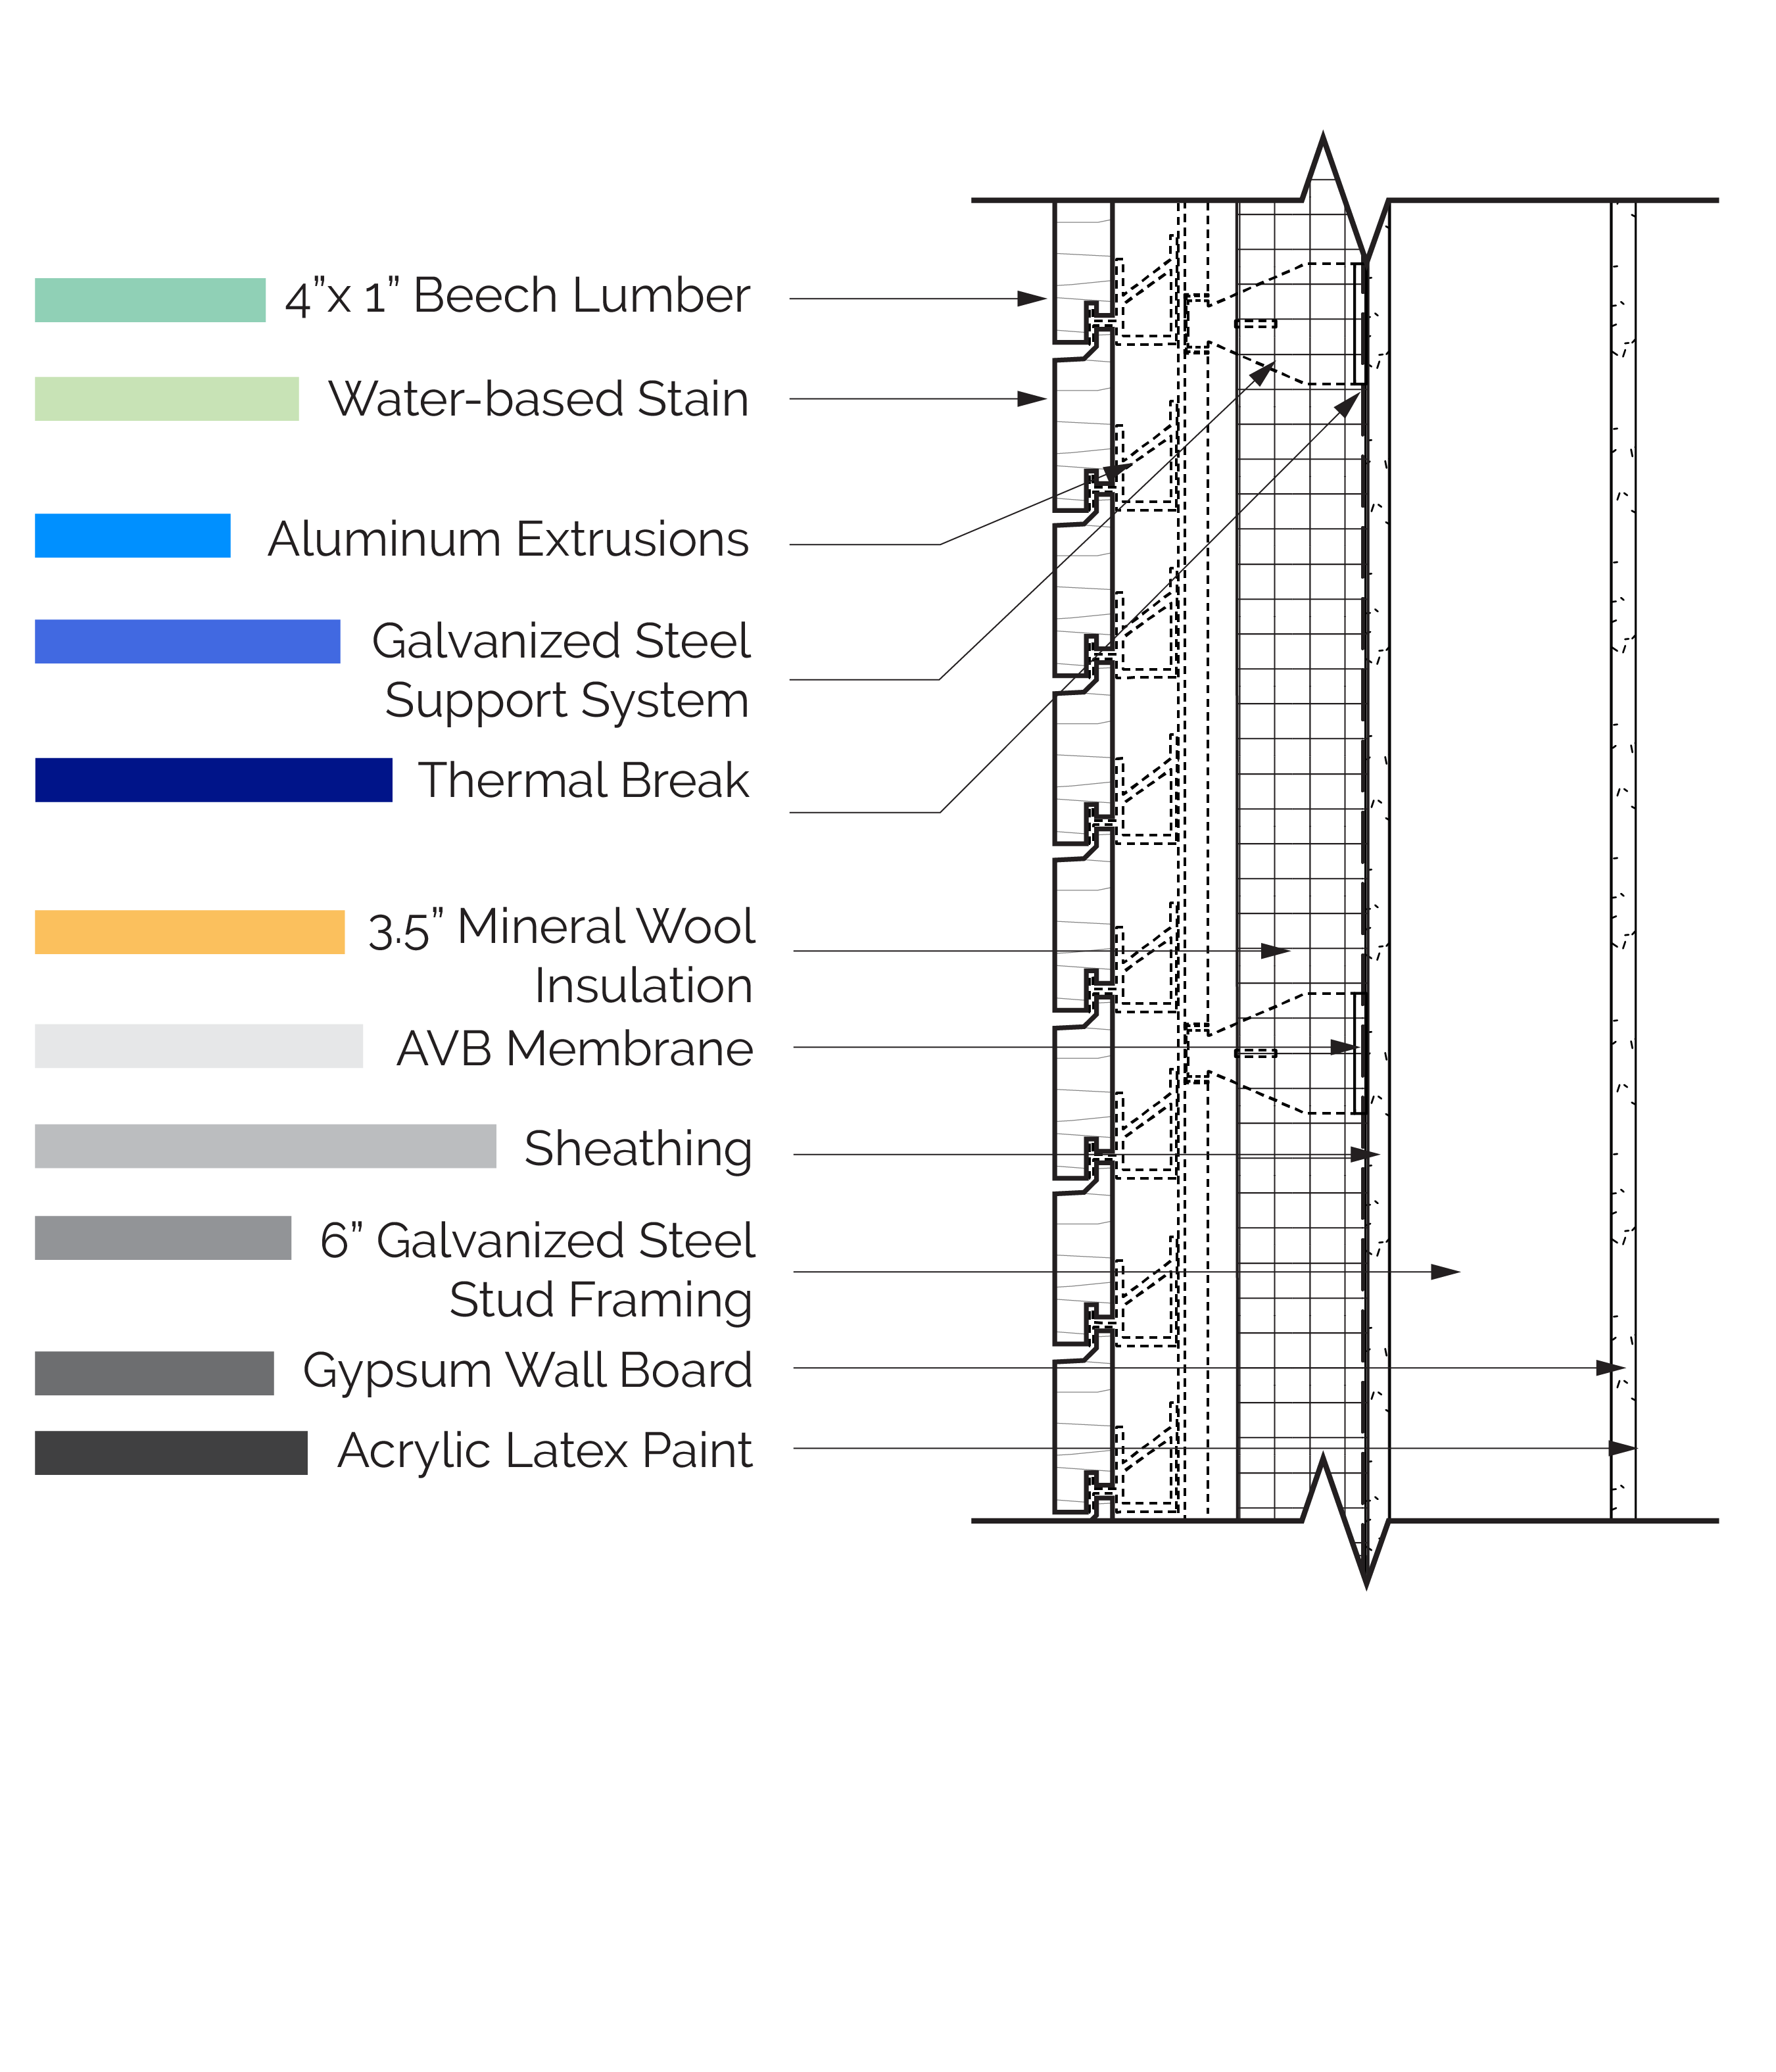 4”x 1” Beech Lumber
Water-based Stain
Aluminum Extrusions
Galvanized Steel
Support System
Thermal Break
3.5” Mineral Wool
Insulation
AVB Membrane
Sheathing
6” Galvanized Steel
Stud Framing
Gypsum Wall Board
Acrylic Latex Paint